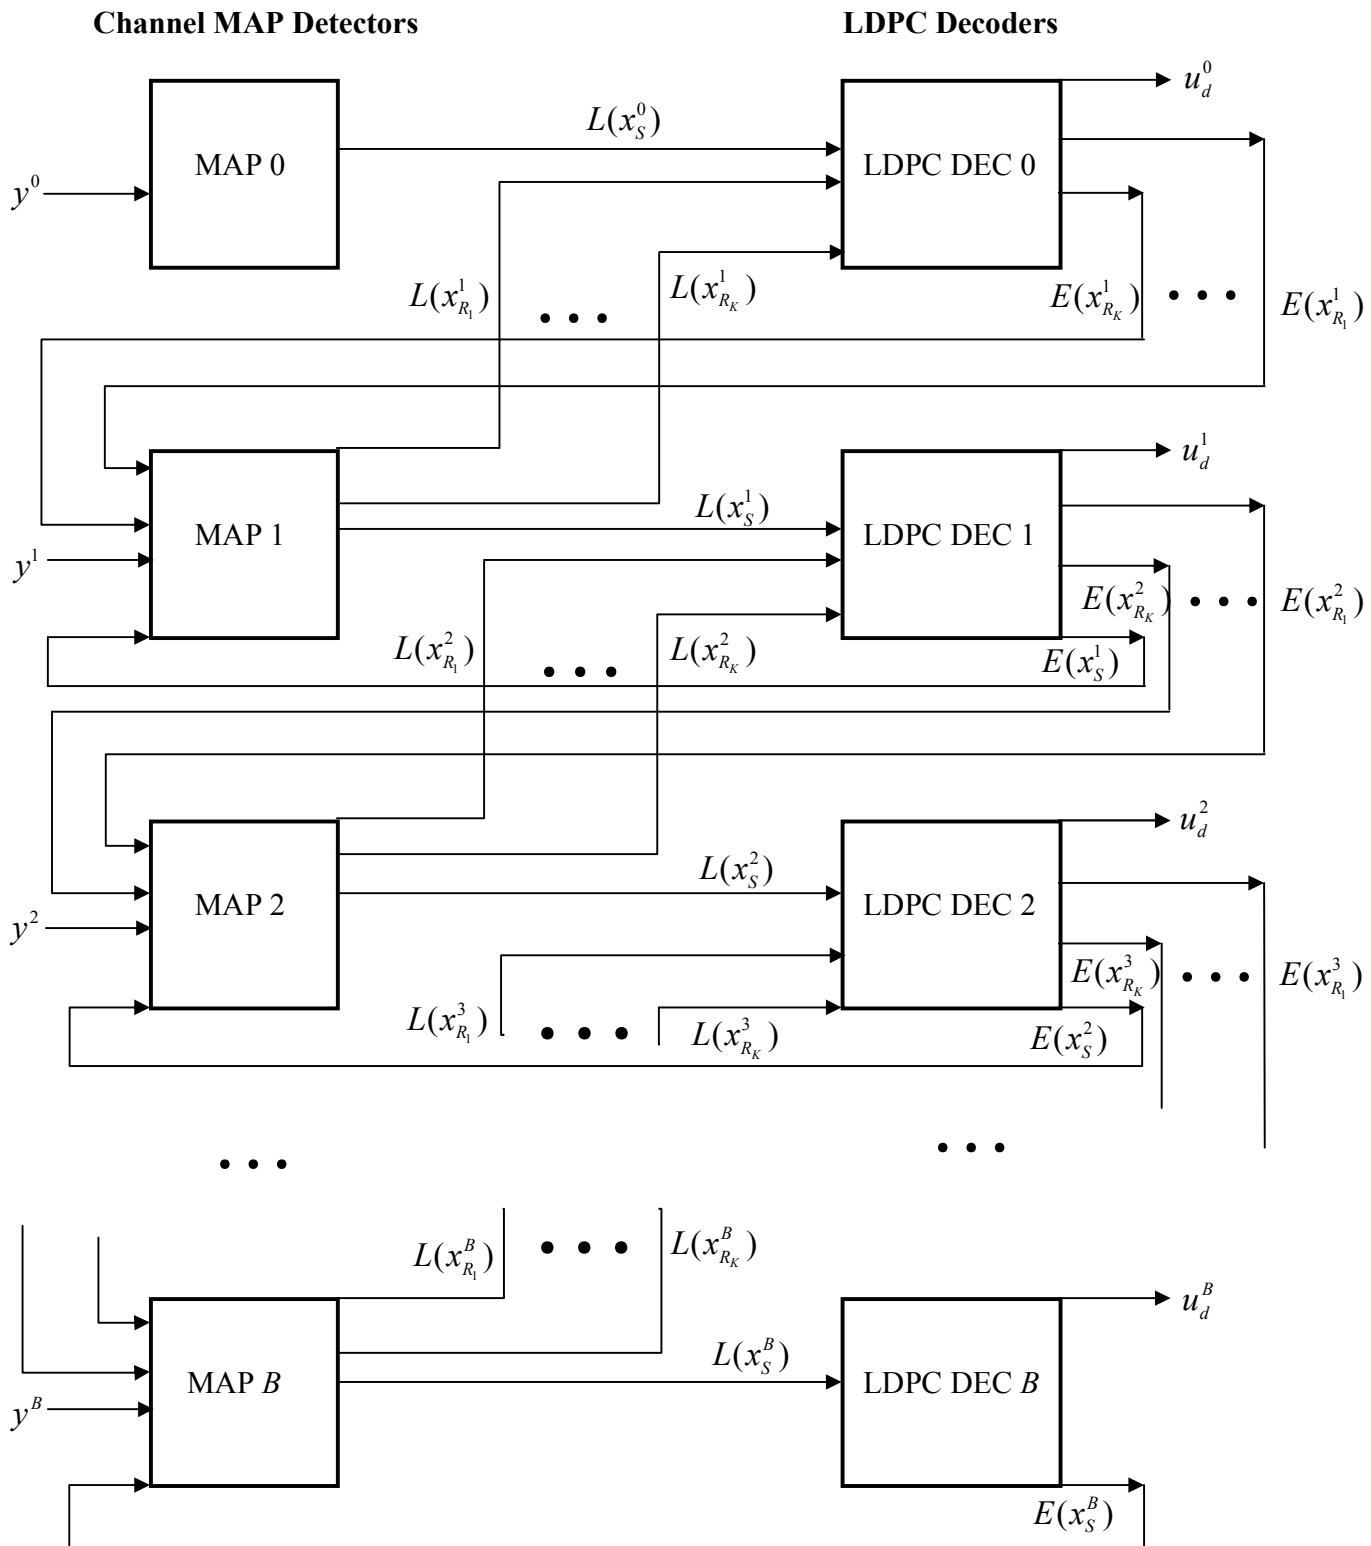 Channel MAP Detectors LDPC Decoders
u_d^0
L(x_S^0)
MAP 0 LDPC DEC 0
y^0
L(x_{R_1}^1) L(x_{R_K}^1) E(x_{R_K}^1) • • • E(x_{R_1}^1)
• • •
u_d^1
L(x_S^1)
MAP 1 LDPC DEC 1
y^1
E(x_{R_K}^2) • • • E(x_{R_1}^2)
L(x_{R_1}^2) • • • L(x_{R_K}^2) E(x_S^1)
u_d^2
L(x_S^2)
MAP 2 LDPC DEC 2
y^2
E(x_{R_K}^3) • • • E(x_{R_1}^3)
L(x_{R_1}^3) • • • L(x_{R_K}^3) E(x_S^2)
• • • • • •
L(x_{R_1}^B) • • • L(x_{R_K}^B)
u_d^B
L(x_S^B)
MAP B LDPC DEC B
y^B
E(x_S^B)